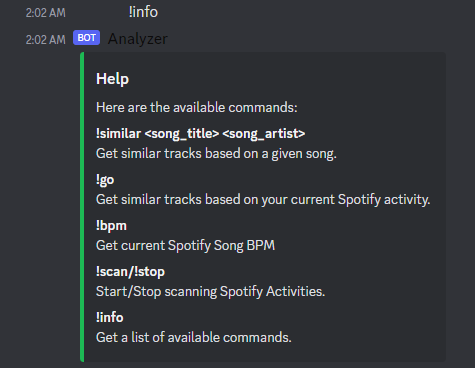 2:02 AM !info
2:02 AM BOT Analyzer
Help
Here are the available commands:
!similar <song_title> <song_artist>
Get similar tracks based on a given song.
!go
Get similar tracks based on your current Spotify activity.
!bpm
Get current Spotify Song BPM
!scan/!stop
Start/Stop scanning Spotify Activities.
!info
Get a list of available commands.